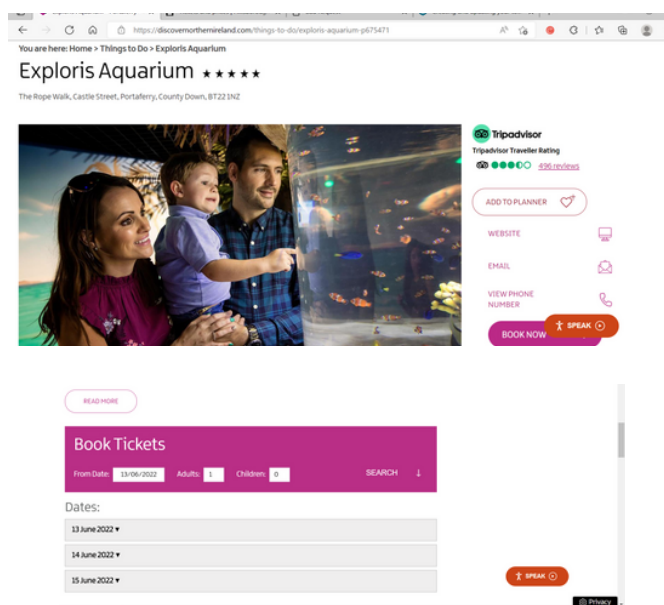 https://discovernorthernireland.com/things-to-do/exploris-aquarium-p675471
You are here: Home > Things to Do > Exploris Aquarium
Exploris Aquarium ★★★★★
The Rope Walk, Castle Street, Portaferry, County Down, BT22 1NZ
Tripadvisor
Tripadvisor Traveller Rating
496 reviews
ADD TO PLANNER
WEBSITE
EMAIL
VIEW PHONE
NUMBER
SPEAK
BOOK NOW
READ MORE
Book Tickets
From Date: 13/06/2022 Adults: 1 Children: 0 SEARCH ↓
Dates:
13 June 2022 ▾
14 June 2022 ▾
15 June 2022 ▾
SPEAK
Privacy